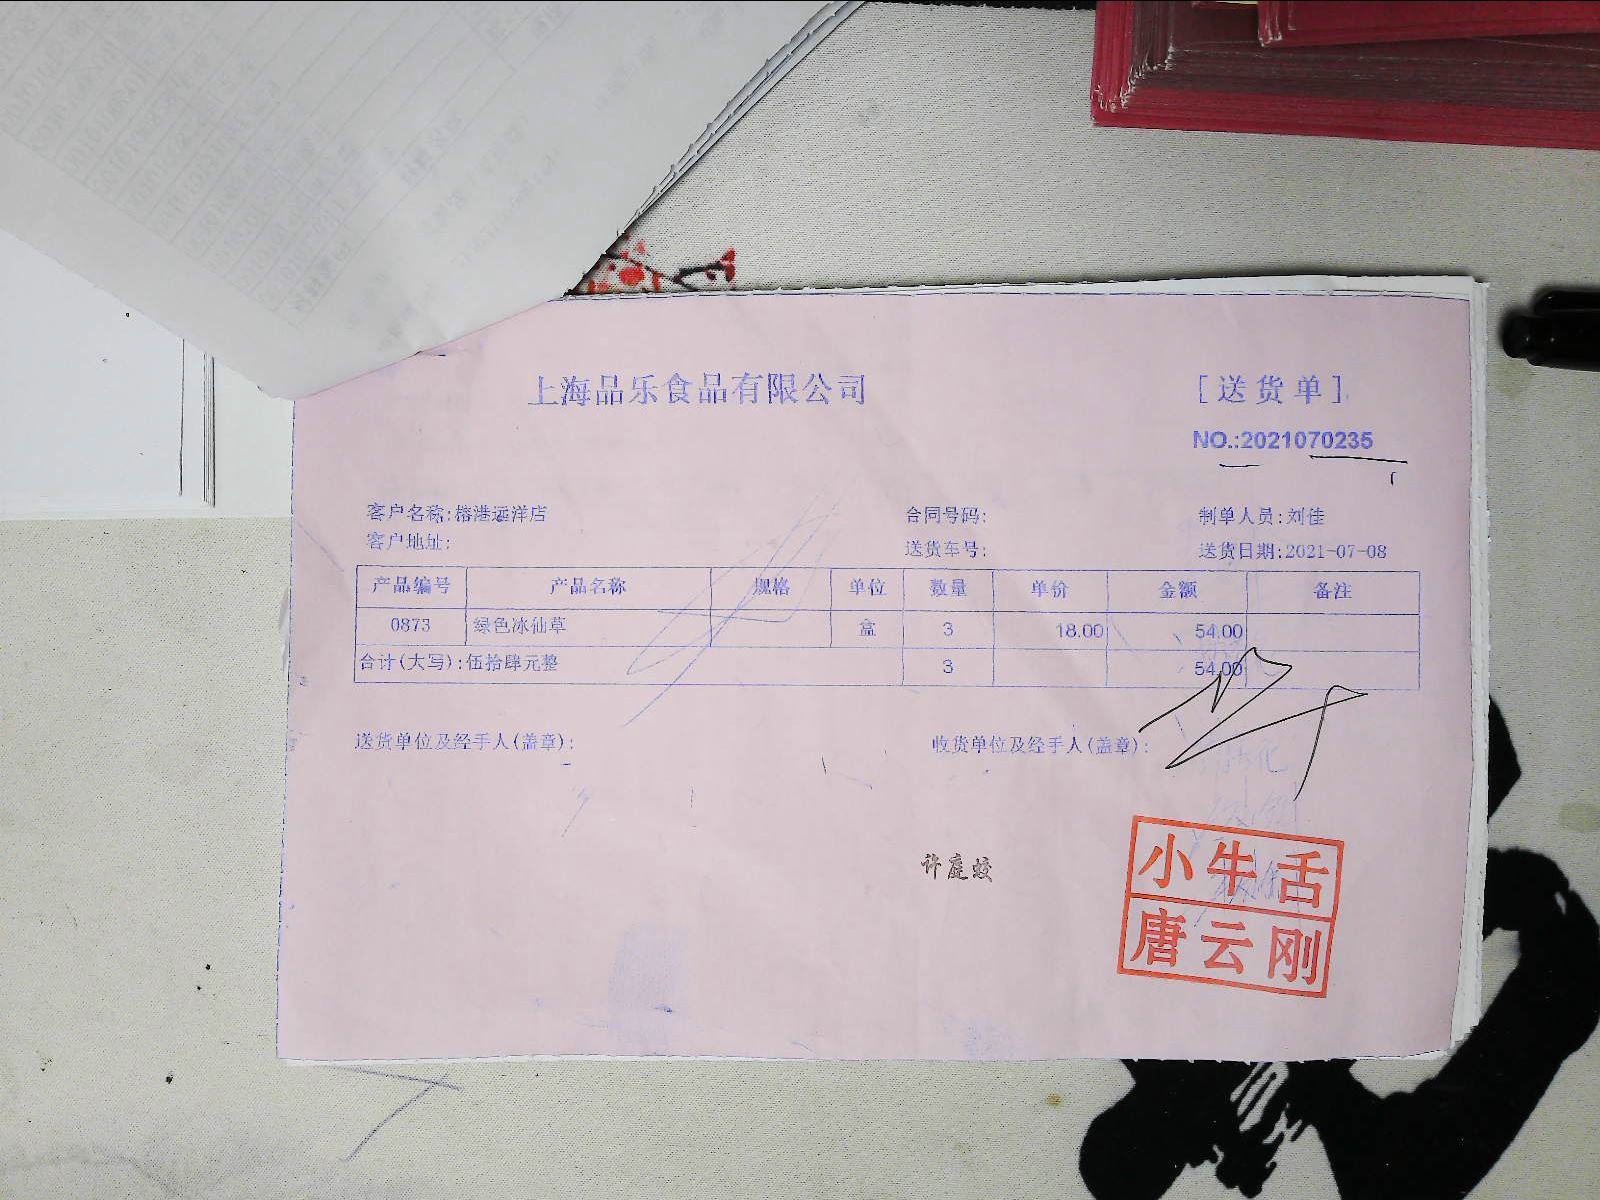 上海品乐食品有限公司
[送货单]
NO.:2021070235
客户名称:榕港远洋店 合同号码: 制单人员:刘佳
客户地址: 送货车号: 送货日期:2021-07-08
产品编号 产品名称 规格 单位 数量 单价 金额 备注
0873 绿色冰仙草 盒 3 18.00 54.00
合计(大写):伍拾肆元整 3 54.00
送货单位及经手人(盖章): 收货单位及经手人(盖章):
许庭蛟
小牛舌
唐云刚